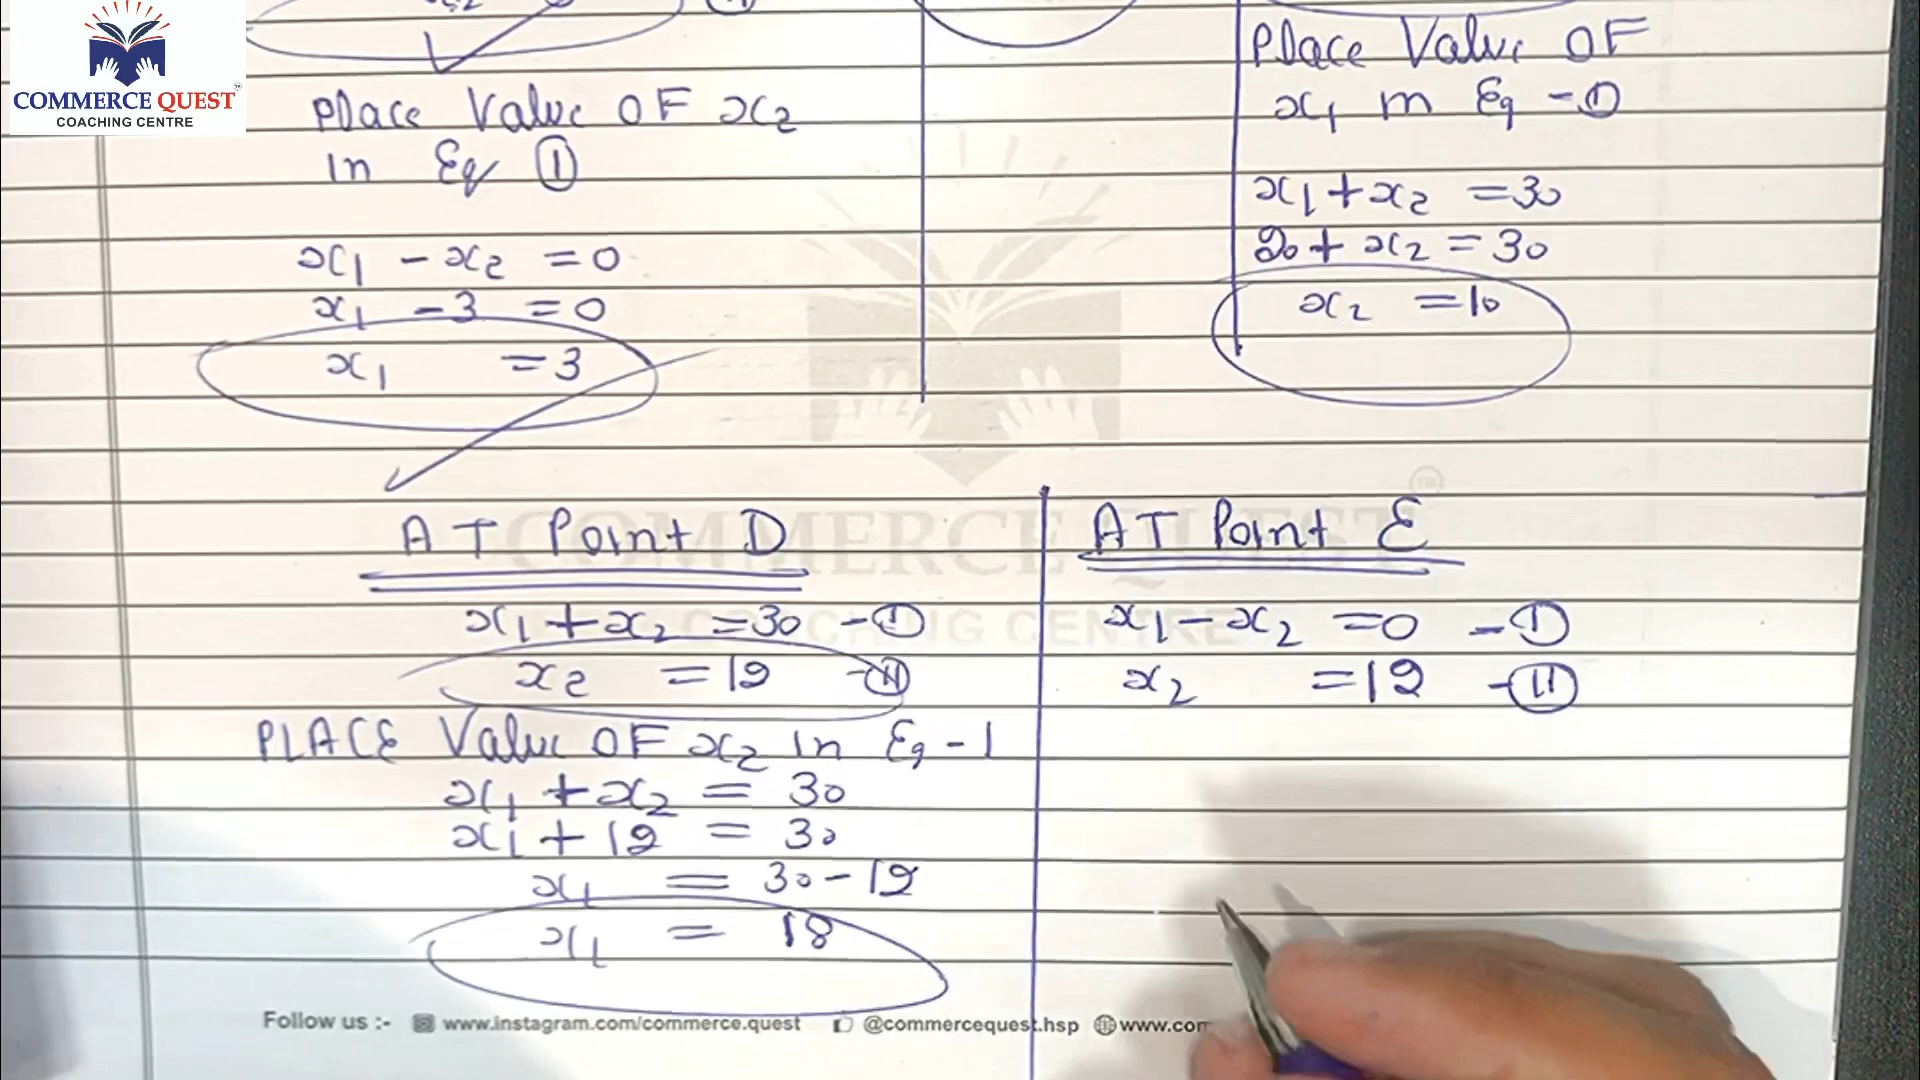 COMMERCE QUEST
COACHING CENTRE
Place Value OF x2
in Eq ①
x1 - x2 = 0
x1 - 3 = 0
x1 = 3
Place Value OF
x1 in Eq - ①
x1 + x2 = 30
20 + x2 = 30
x2 = 10
AT Point D
x1 + x2 = 30 - ①
x2 = 12 - ⑪
PLACE Value OF x2 in Eq - 1
x1 + x2 = 30
x1 + 12 = 30
x1 = 30 - 12
x1 = 18
AT Point E
x1 - x2 = 0 - ①
x2 = 12 - ⑪
COMMERCE QUEST
COACHING CENTRE
Follow us :- www.instagram.com/commerce.quest @commercequest.hsp www.com